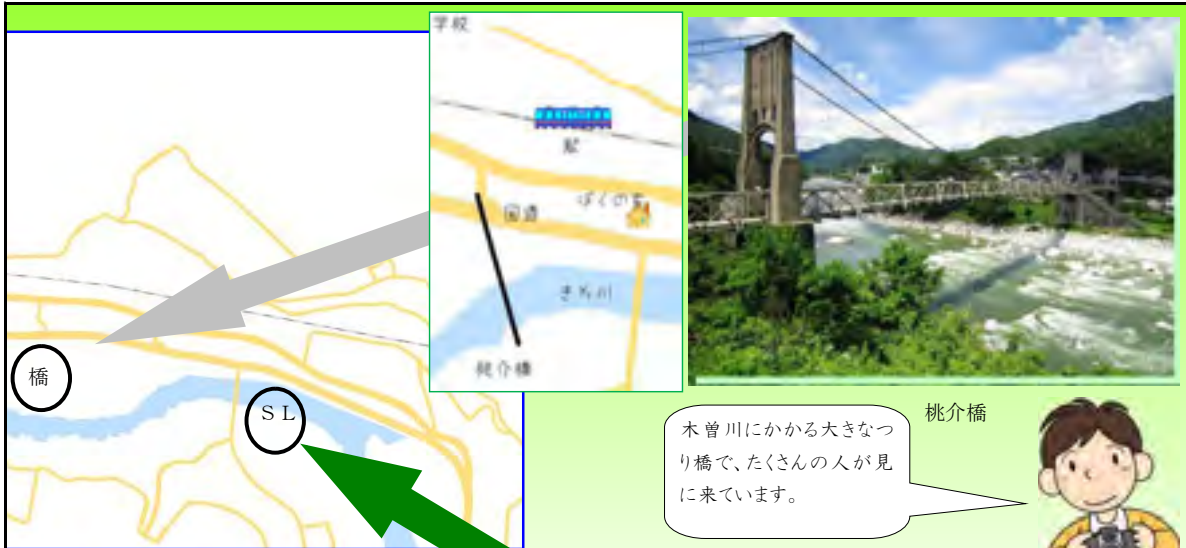 学校
駅
ぼくの家
国道
きそ川
桃介橋
橋
ＳＬ
桃介橋
木曽川にかかる大きなつ
り橋で、たくさんの人が見
に来ています。